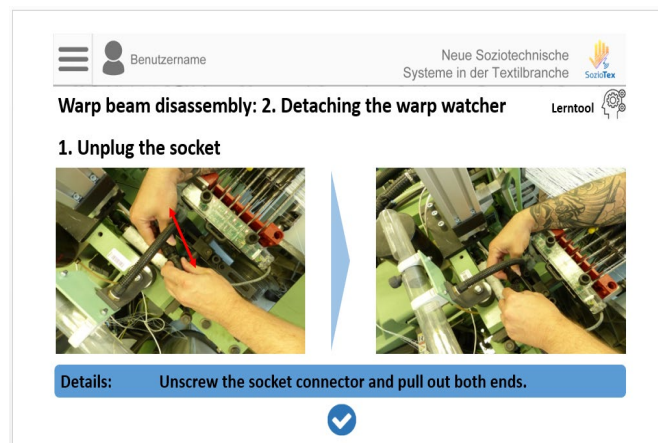 Benutzername
Neue Soziotechnische
Systeme in der Textilbranche
SozioTex
Warp beam disassembly: 2. Detaching the warp watcher
Lerntool
1. Unplug the socket
Details: Unscrew the socket connector and pull out both ends.